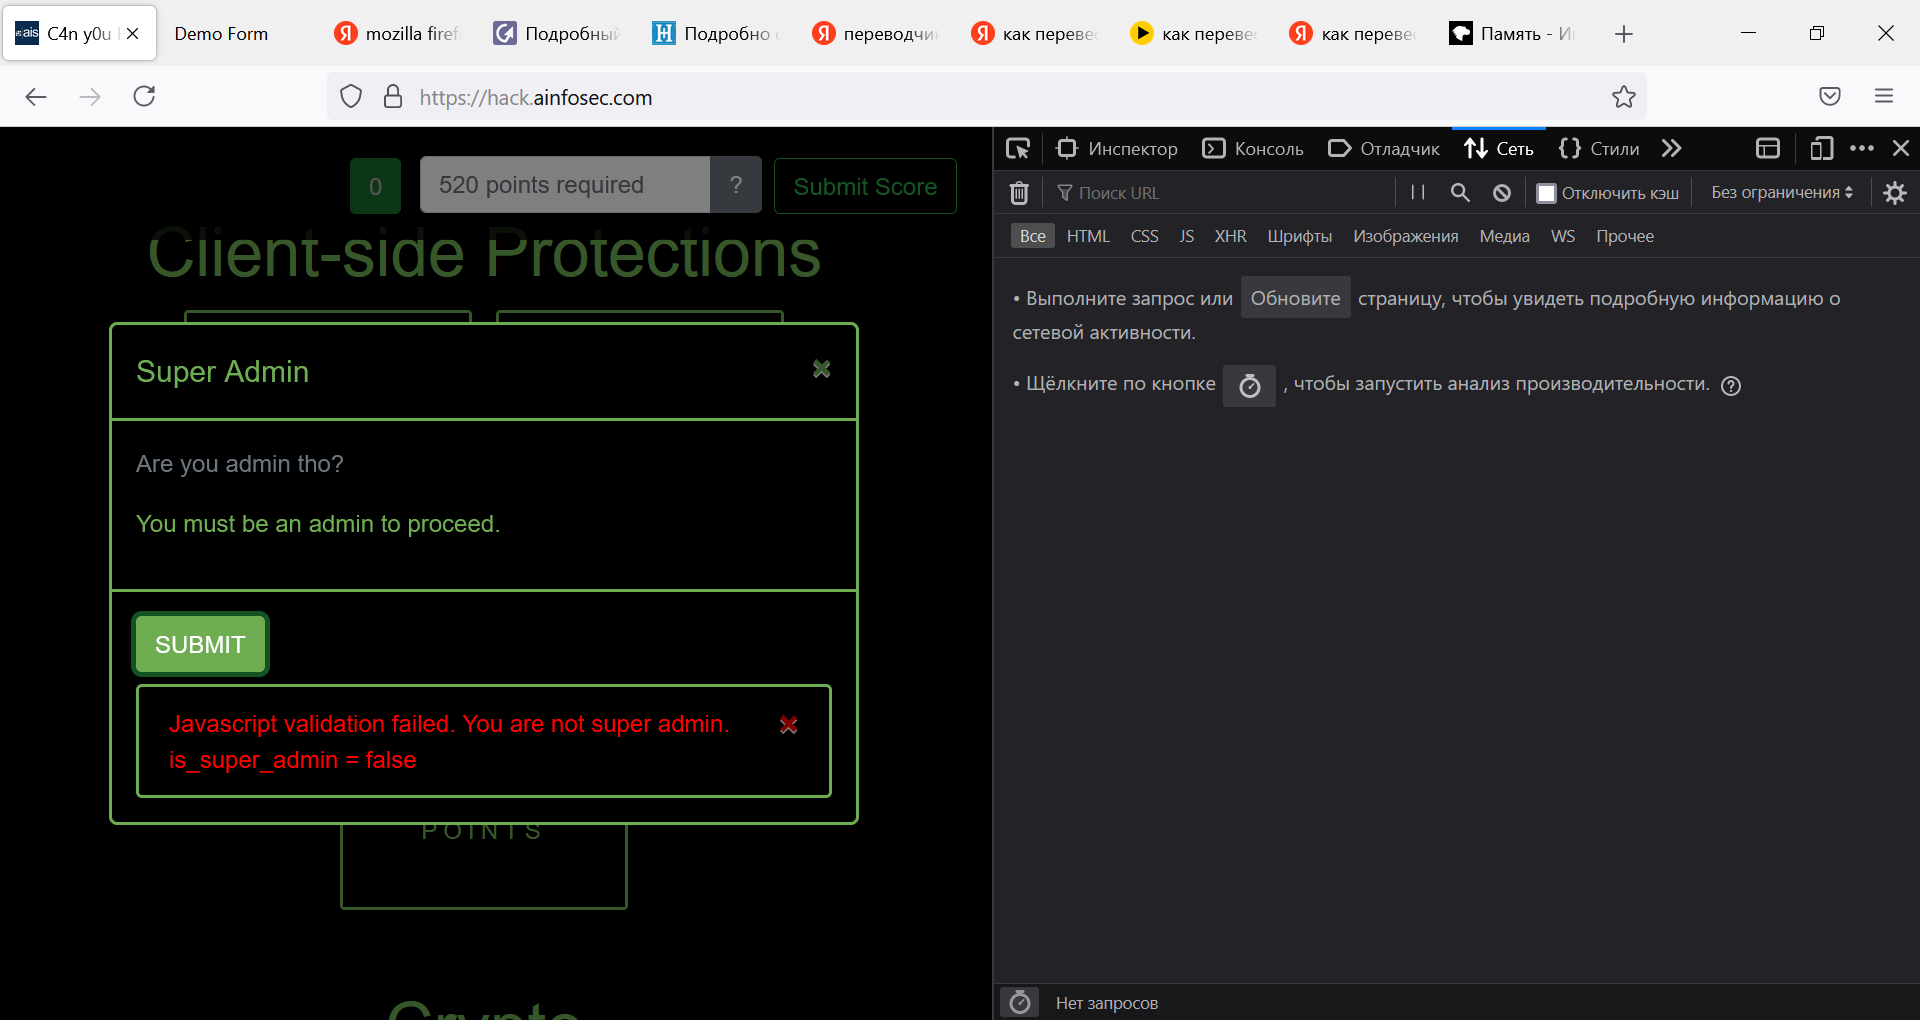 C4n y0u
Demo Form
mozilla firef
Подробный
Подробно
переводчи
как переве
как переве
как переве
Память - И
https://hack.ainfosec.com
0
520 points required
?
Submit Score
Client-side Protections
Super Admin
Are you admin tho?
You must be an admin to proceed.
SUBMIT
Javascript validation failed. You are not super admin.
is_super_admin = false
POINTS
Crypto
Инспектор
Консоль
Отладчик
Сеть
Стили
Поиск URL
Отключить кэш
Без ограничения
Все
HTML
CSS
JS
XHR
Шрифты
Изображения
Медиа
WS
Прочее
• Выполните запрос или Обновите страницу, чтобы увидеть подробную информацию о
сетевой активности.
• Щёлкните по кнопке , чтобы запустить анализ производительности. ?
Нет запросов